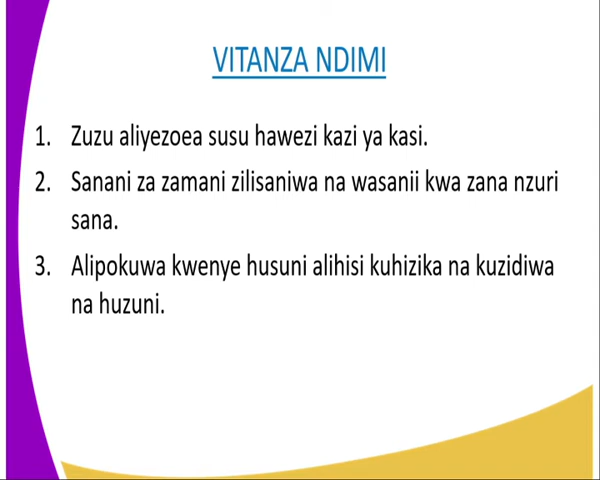 VITANZA NDIMI
1. Zuzu aliyezoea susu hawezi kazi ya kasi.
2. Sanani za zamani zilisaniwa na wasanii kwa zana nzuri
sana.
3. Alipokuwa kwenye husuni alihisi kuhizika na kuzidiwa
na huzuni.